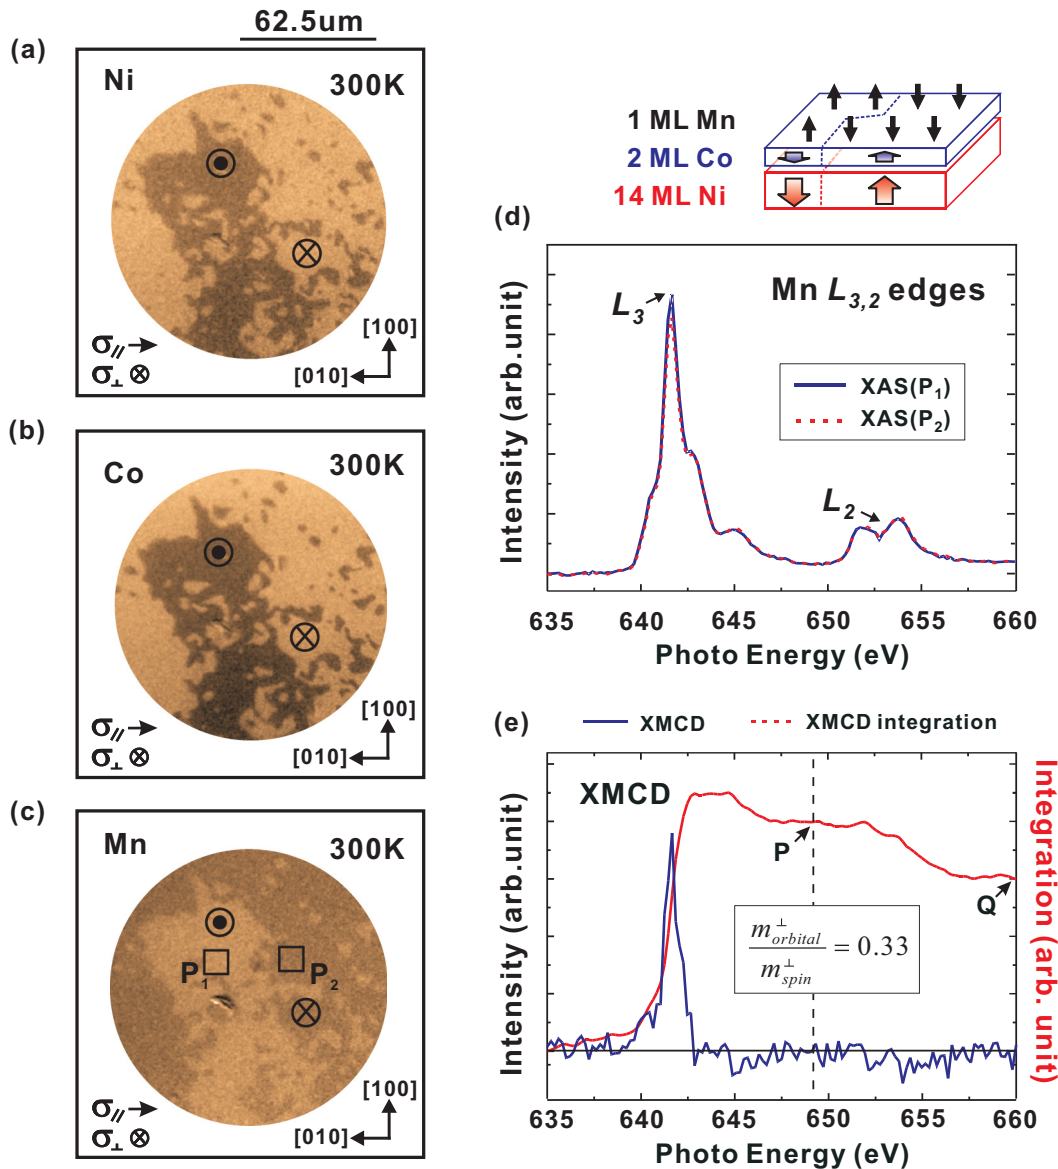 62.5um
(a)
Ni
300K
σ// →
σ⊥ ⊗
[100]
[010]
(b)
Co
300K
σ// →
σ⊥ ⊗
[100]
[010]
(c)
Mn
300K
P1
P2
σ// →
σ⊥ ⊗
[100]
[010]
1 ML Mn
2 ML Co
14 ML Ni
(d)
Mn L3,2 edges
L3
XAS(P1)
XAS(P2)
L2
Intensity (arb.unit)
635 640 645 650 655 660
Photo Energy (eV)
(e)
XMCD
XMCD integration
XMCD
P
Q
m⊥orbital / m⊥spin = 0.33
Intensity (arb.unit)
Integration (arb. unit)
635 640 645 650 655 660
Photo Energy (eV)